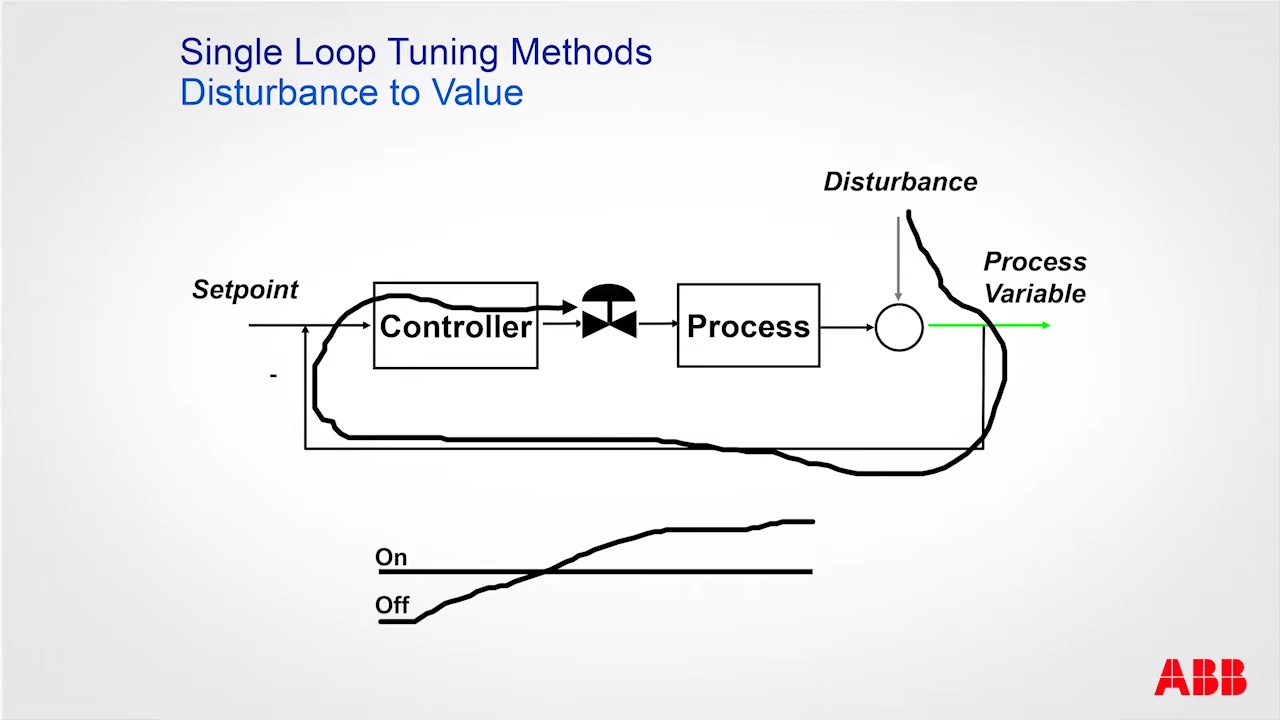 Single Loop Tuning Methods
Disturbance to Value
Disturbance
Setpoint
Process
Variable
Controller
Process
-
On
Off
ABB